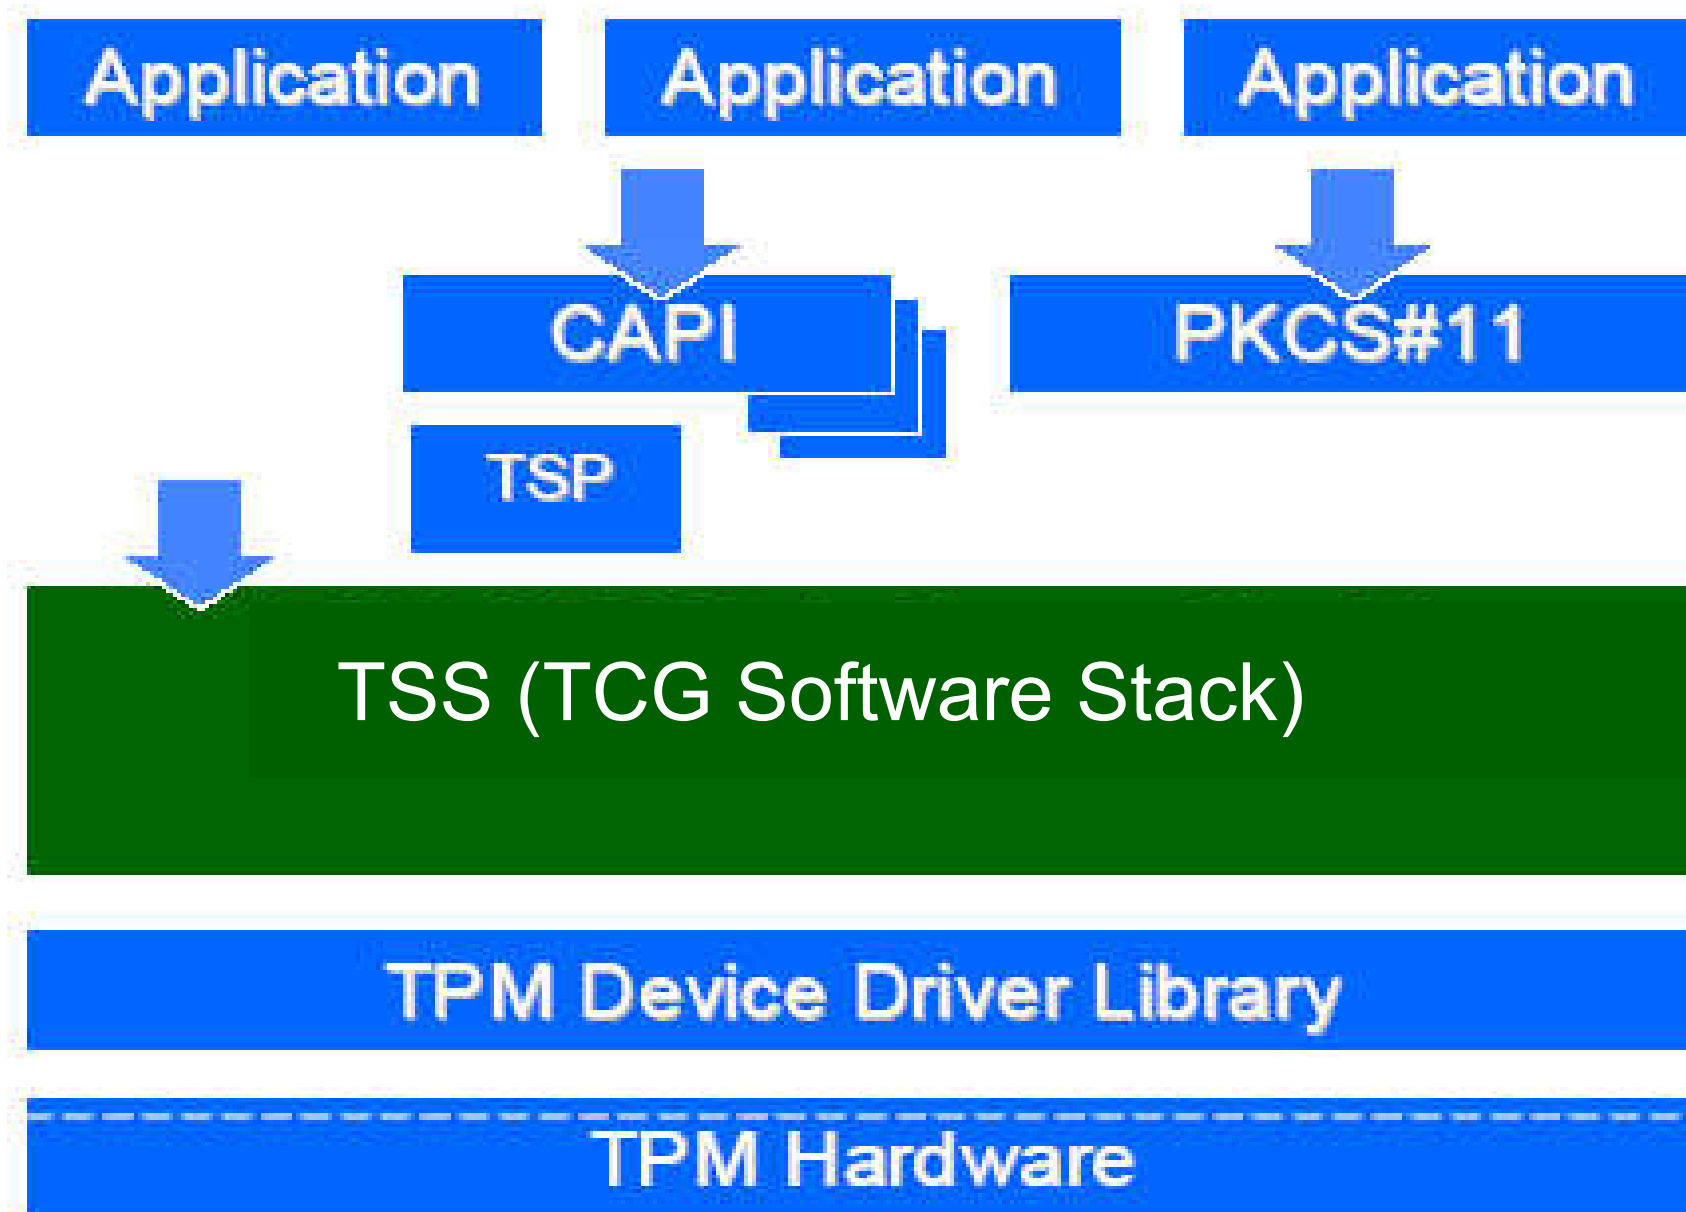 Application
Application
Application
CAPI
PKCS#11
TSP
TSS (TCG Software Stack)
TPM Device Driver Library
TPM Hardware